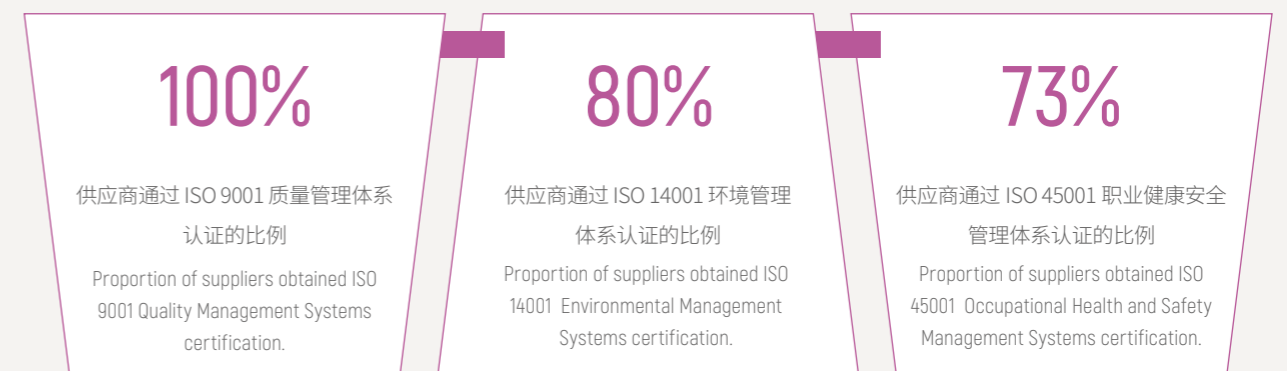 100%
供应商通过 ISO 9001 质量管理体系
认证的比例
Proportion of suppliers obtained ISO
9001 Quality Management Systems
certification.
80%
供应商通过 ISO 14001 环境管理
体系认证的比例
Proportion of suppliers obtained ISO
14001 Environmental Management
Systems certification.
73%
供应商通过 ISO 45001 职业健康安全
管理体系认证的比例
Proportion of suppliers obtained ISO
45001 Occupational Health and Safety
Management Systems certification.